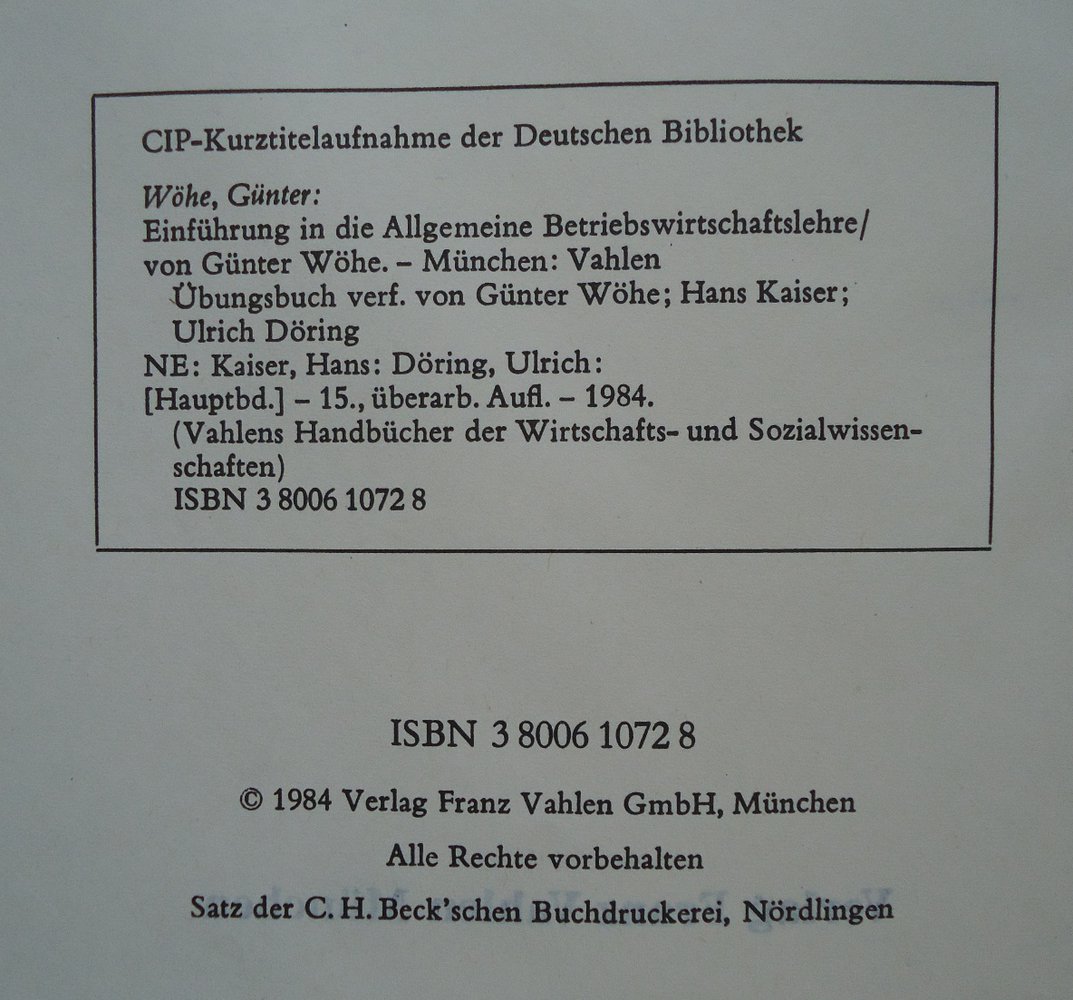 CIP-Kurztitelaufnahme der Deutschen Bibliothek
Wöhe, Günter:
Einführung in die Allgemeine Betriebswirtschaftslehre/
von Günter Wöhe. – München: Vahlen
Übungsbuch verf. von Günter Wöhe; Hans Kaiser;
Ulrich Döring
NE: Kaiser, Hans: Döring, Ulrich:
[Hauptbd.] – 15., überarb. Aufl. – 1984.
(Vahlens Handbücher der Wirtschafts- und Sozialwissen-
schaften)
ISBN 3 8006 1072 8
ISBN 3 8006 1072 8
© 1984 Verlag Franz Vahlen GmbH, München
Alle Rechte vorbehalten
Satz der C. H. Beck'schen Buchdruckerei, Nördlingen